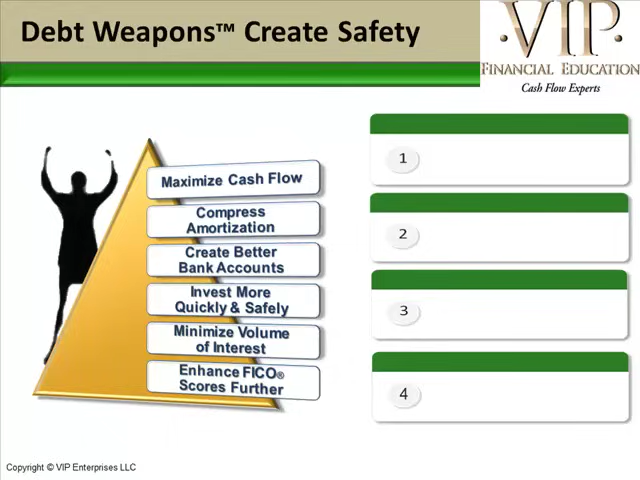 Debt Weapons™ Create Safety
·VIP·
FINANCIAL EDUCATION
Cash Flow Experts
Maximize Cash Flow
Compress
Amortization
Create Better
Bank Accounts
Invest More
Quickly & Safely
Minimize Volume
of Interest
Enhance FICO®
Scores Further
1
2
3
4
Copyright © VIP Enterprises LLC